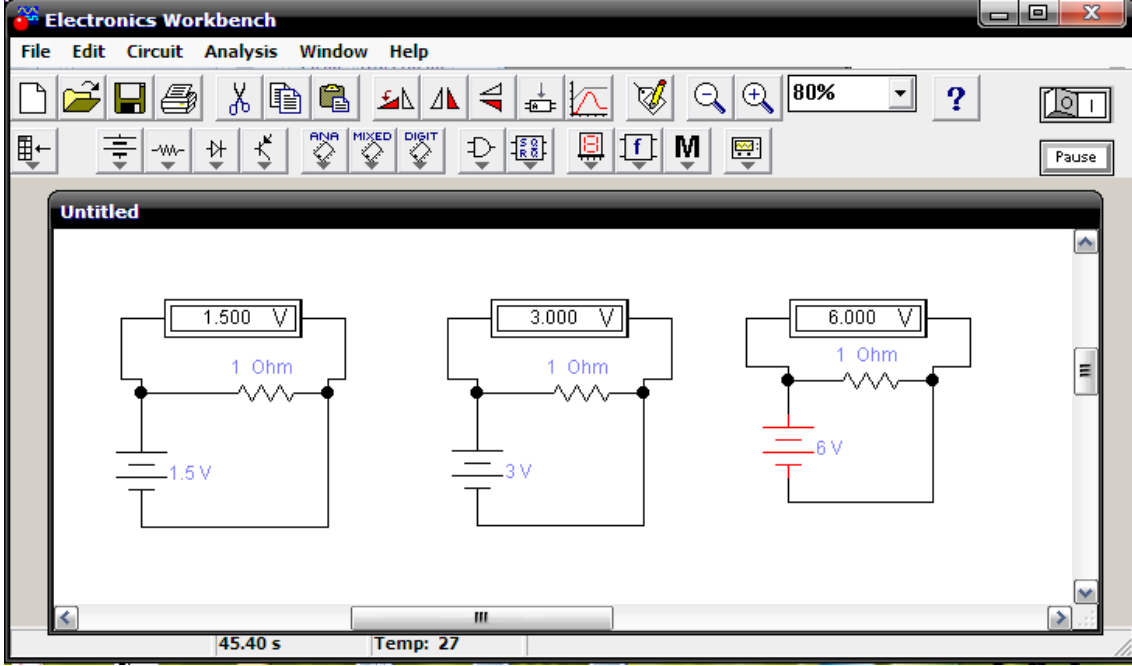 Electronics Workbench
File Edit Circuit Analysis Window Help
80% ?
ANA MIXED DIGIT
f M
Pause
Untitled
1.500 V 3.000 V 6.000 V
1 Ohm 1 Ohm 1 Ohm
1.5 V 3 V 6 V
45.40 s Temp: 27